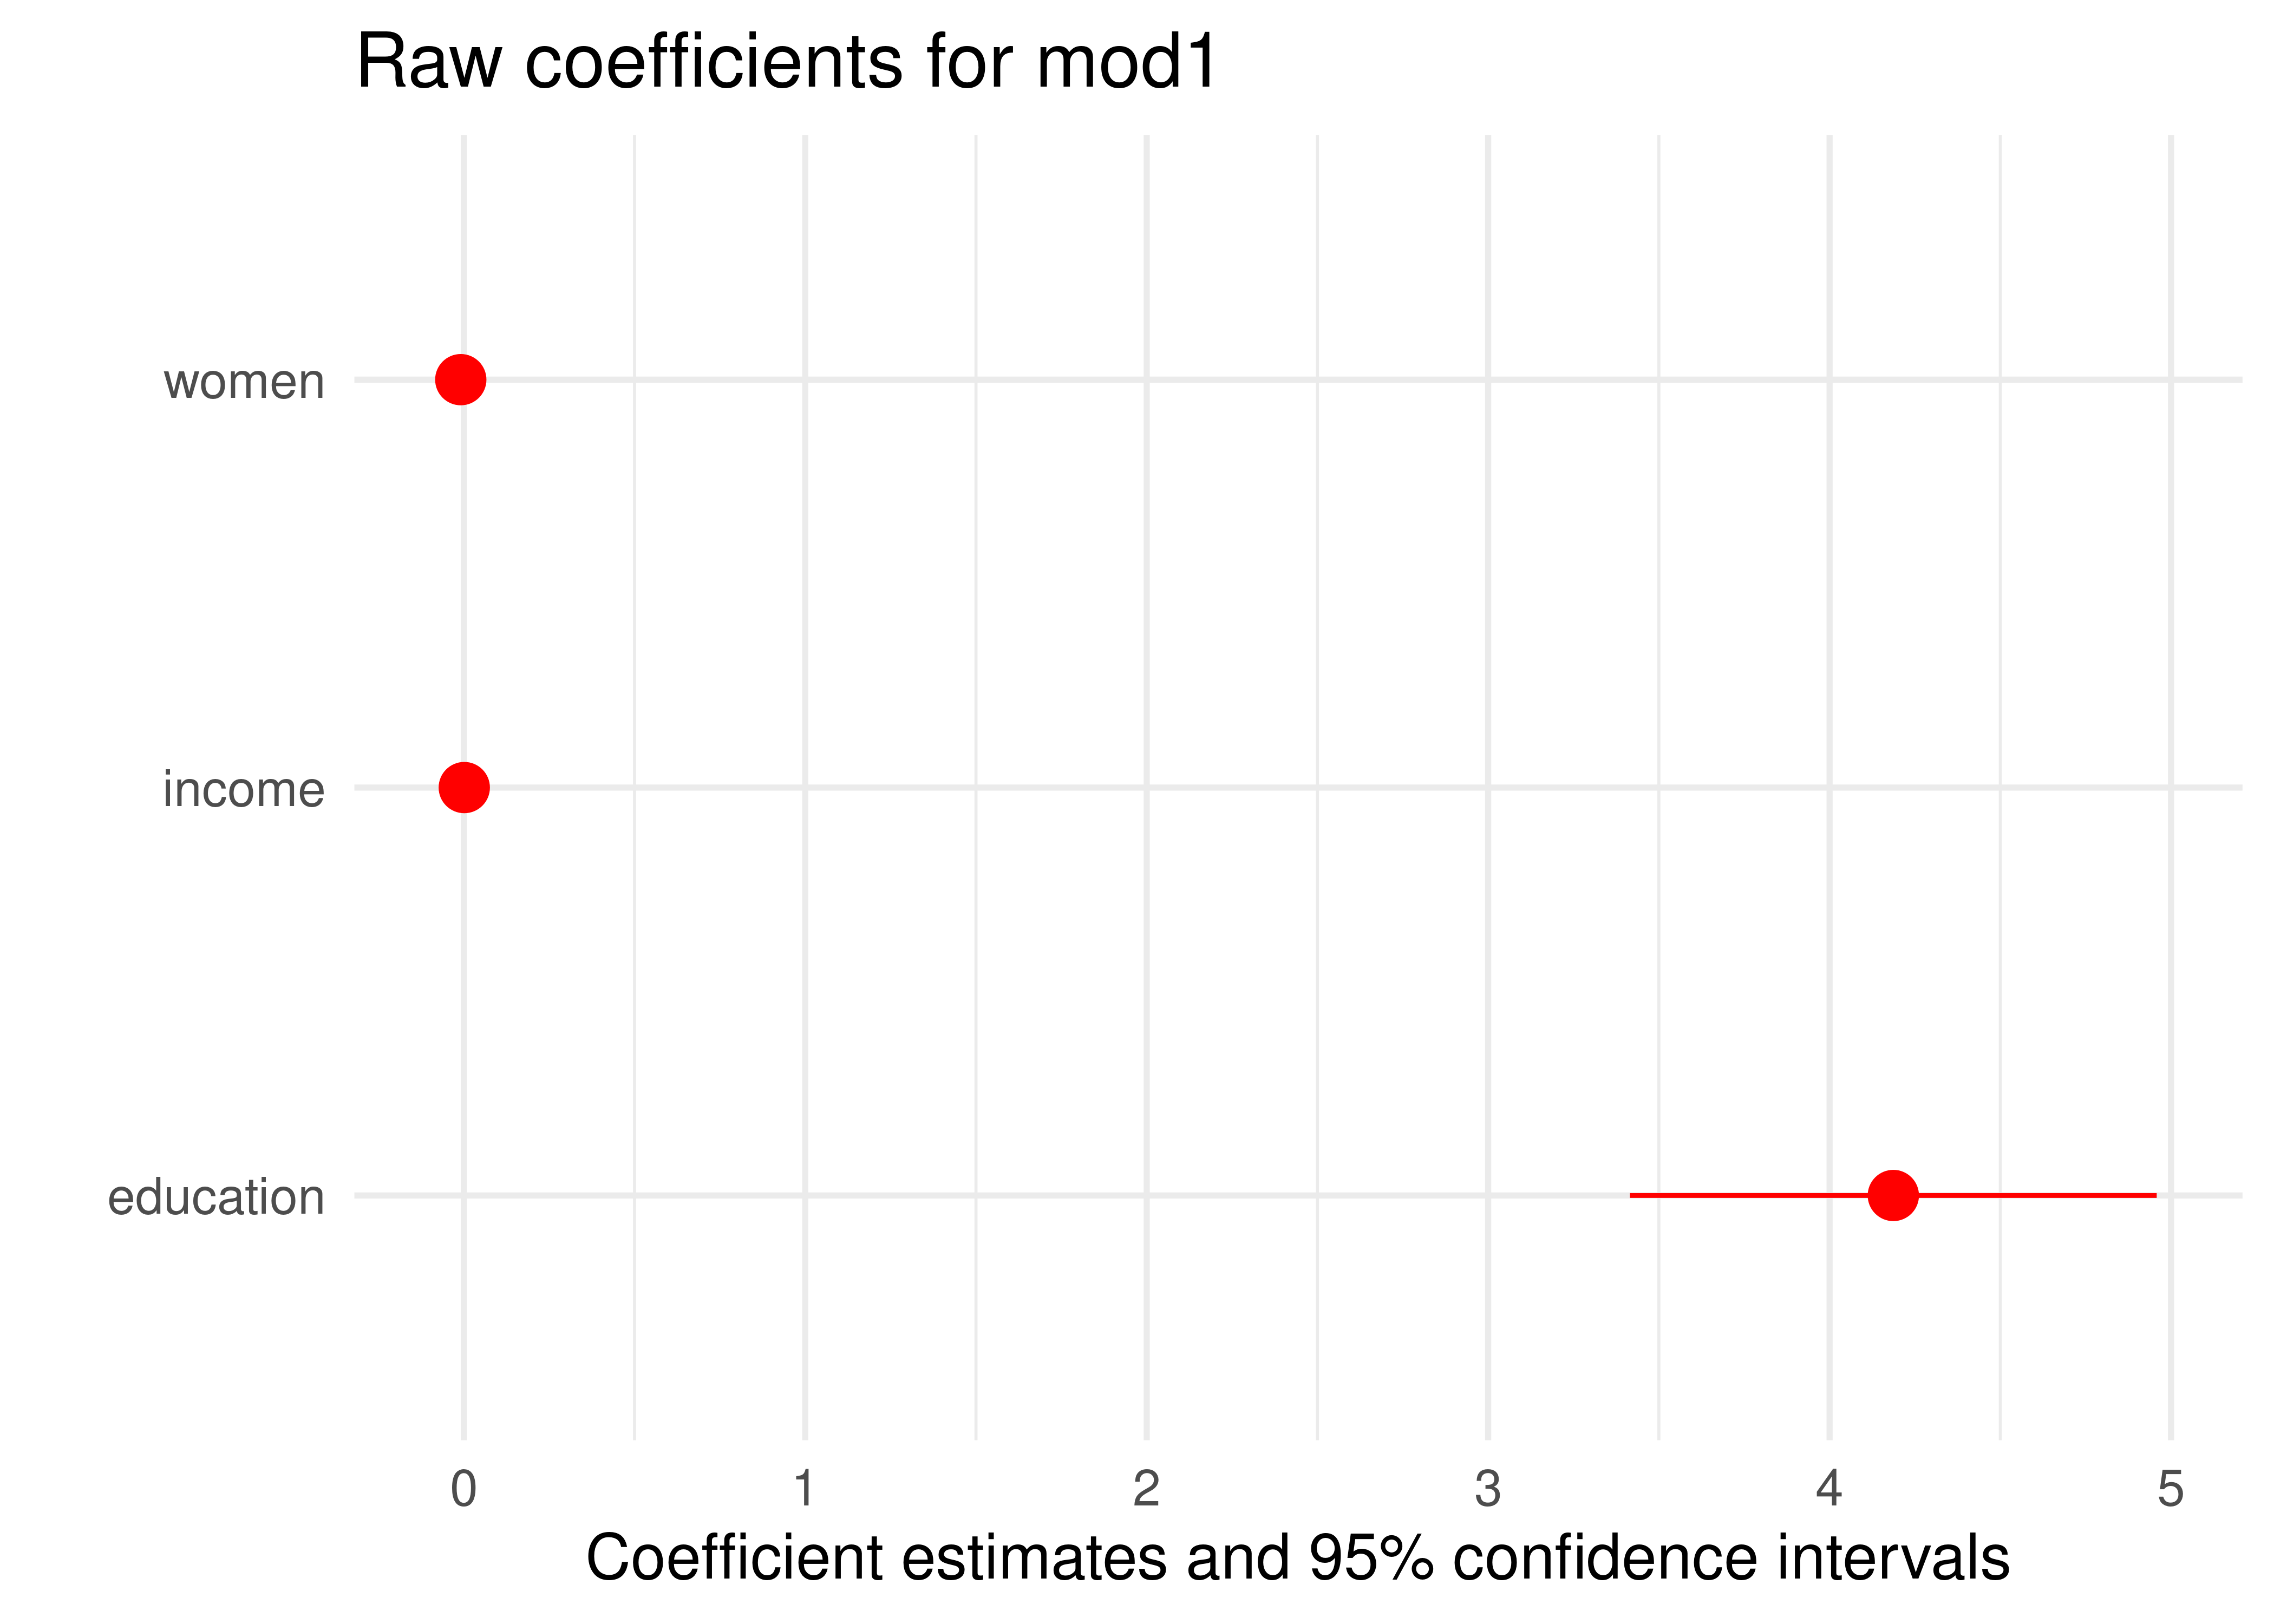 Raw coefficients for mod1
women
income
education
0 1 2 3 4 5
Coefficient estimates and 95% confidence intervals